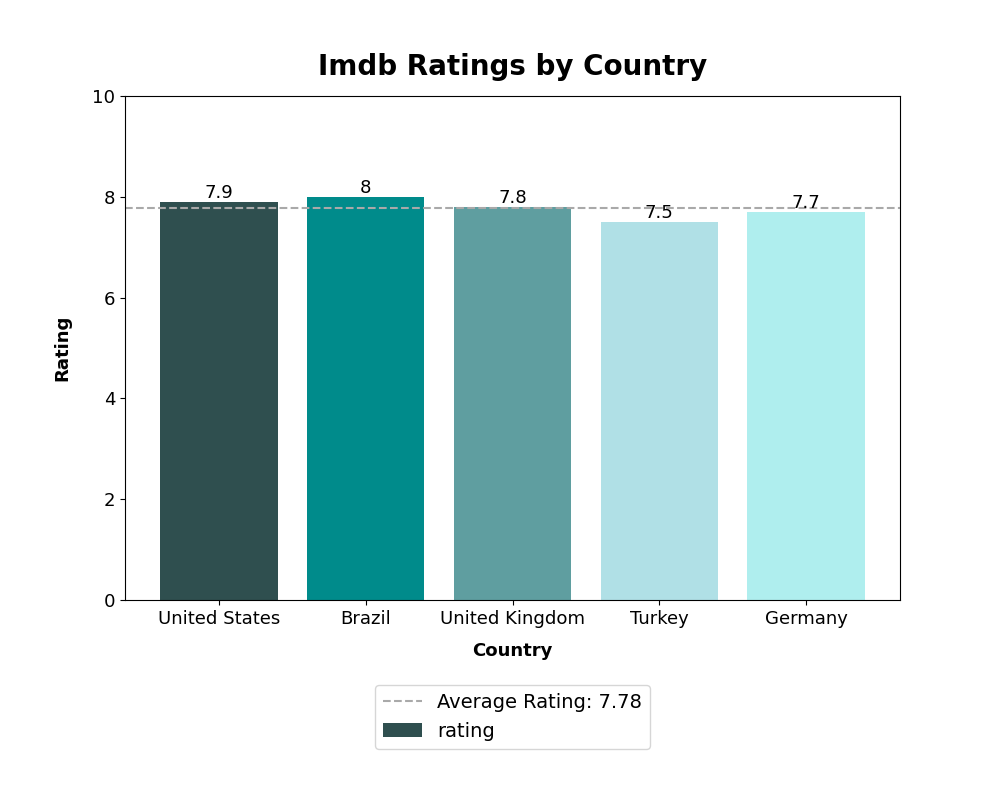 Imdb Ratings by Country
10
8
6
4
2
0
Rating
7.9
8
7.8
7.5
7.7
United States
Brazil
United Kingdom
Turkey
Germany
Country
Average Rating: 7.78
rating